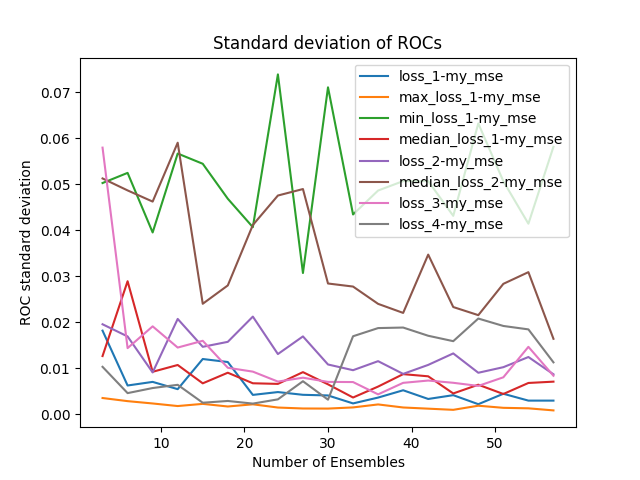 Standard deviation of ROCs
ROC standard deviation
0.07
0.06
0.05
0.04
0.03
0.02
0.01
0.00
loss_1-my_mse
max_loss_1-my_mse
min_loss_1-my_mse
median_loss_1-my_mse
loss_2-my_mse
median_loss_2-my_mse
loss_3-my_mse
loss_4-my_mse
10 20 30 40 50
Number of Ensembles